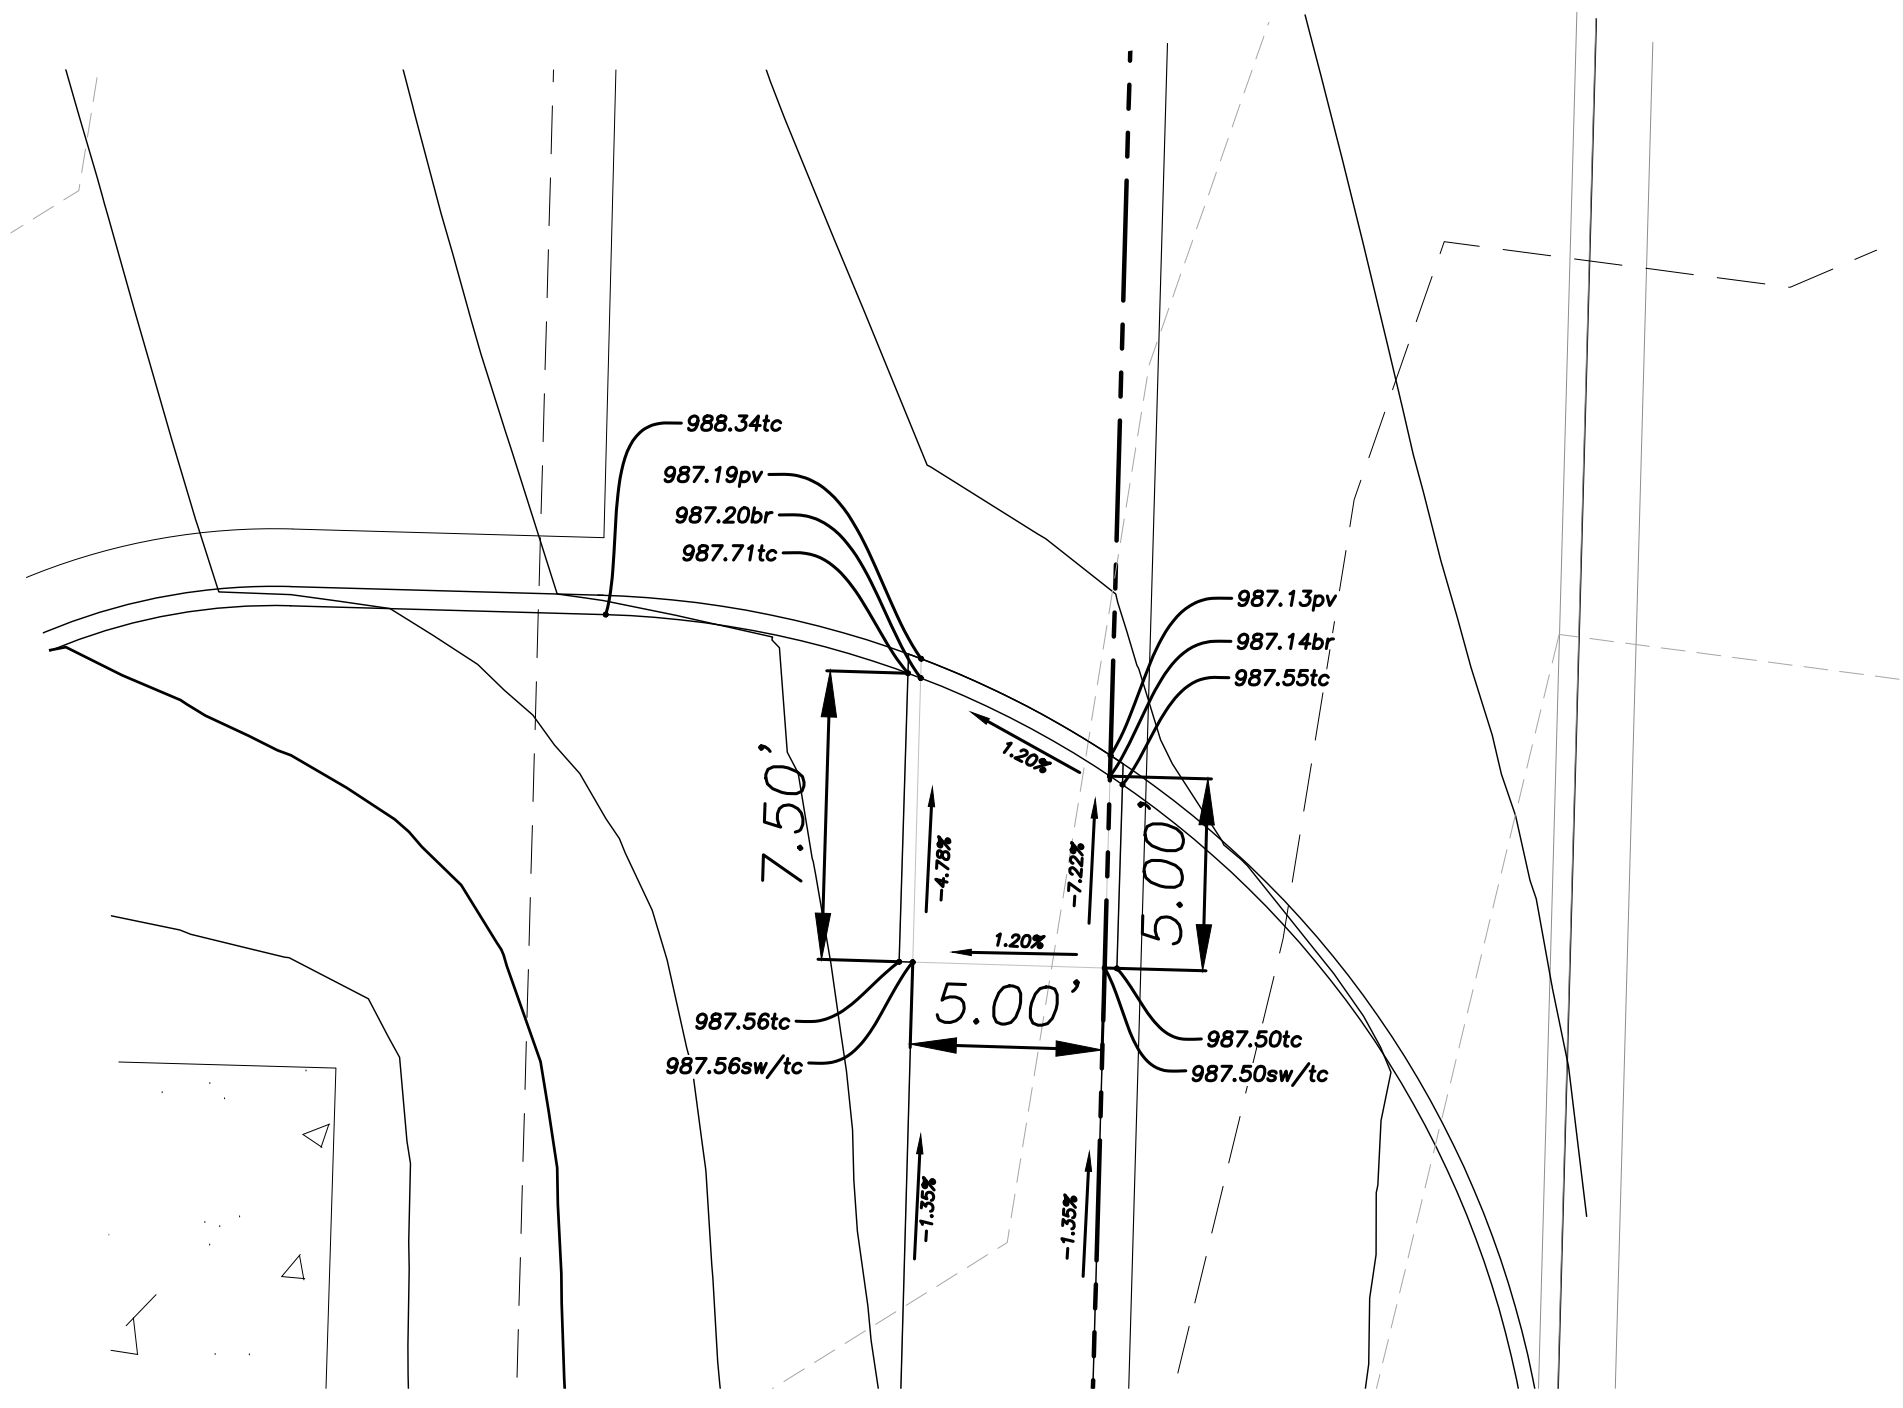 988.34tc
987.19pv
987.20br
987.71tc
987.13pv
987.14br
987.55tc
1.20%
7.50'
-4.78%
-7.22%
5.00'
1.20%
5.00'
987.56tc
987.56sw/tc
987.50tc
987.50sw/tc
-1.35%
-1.35%